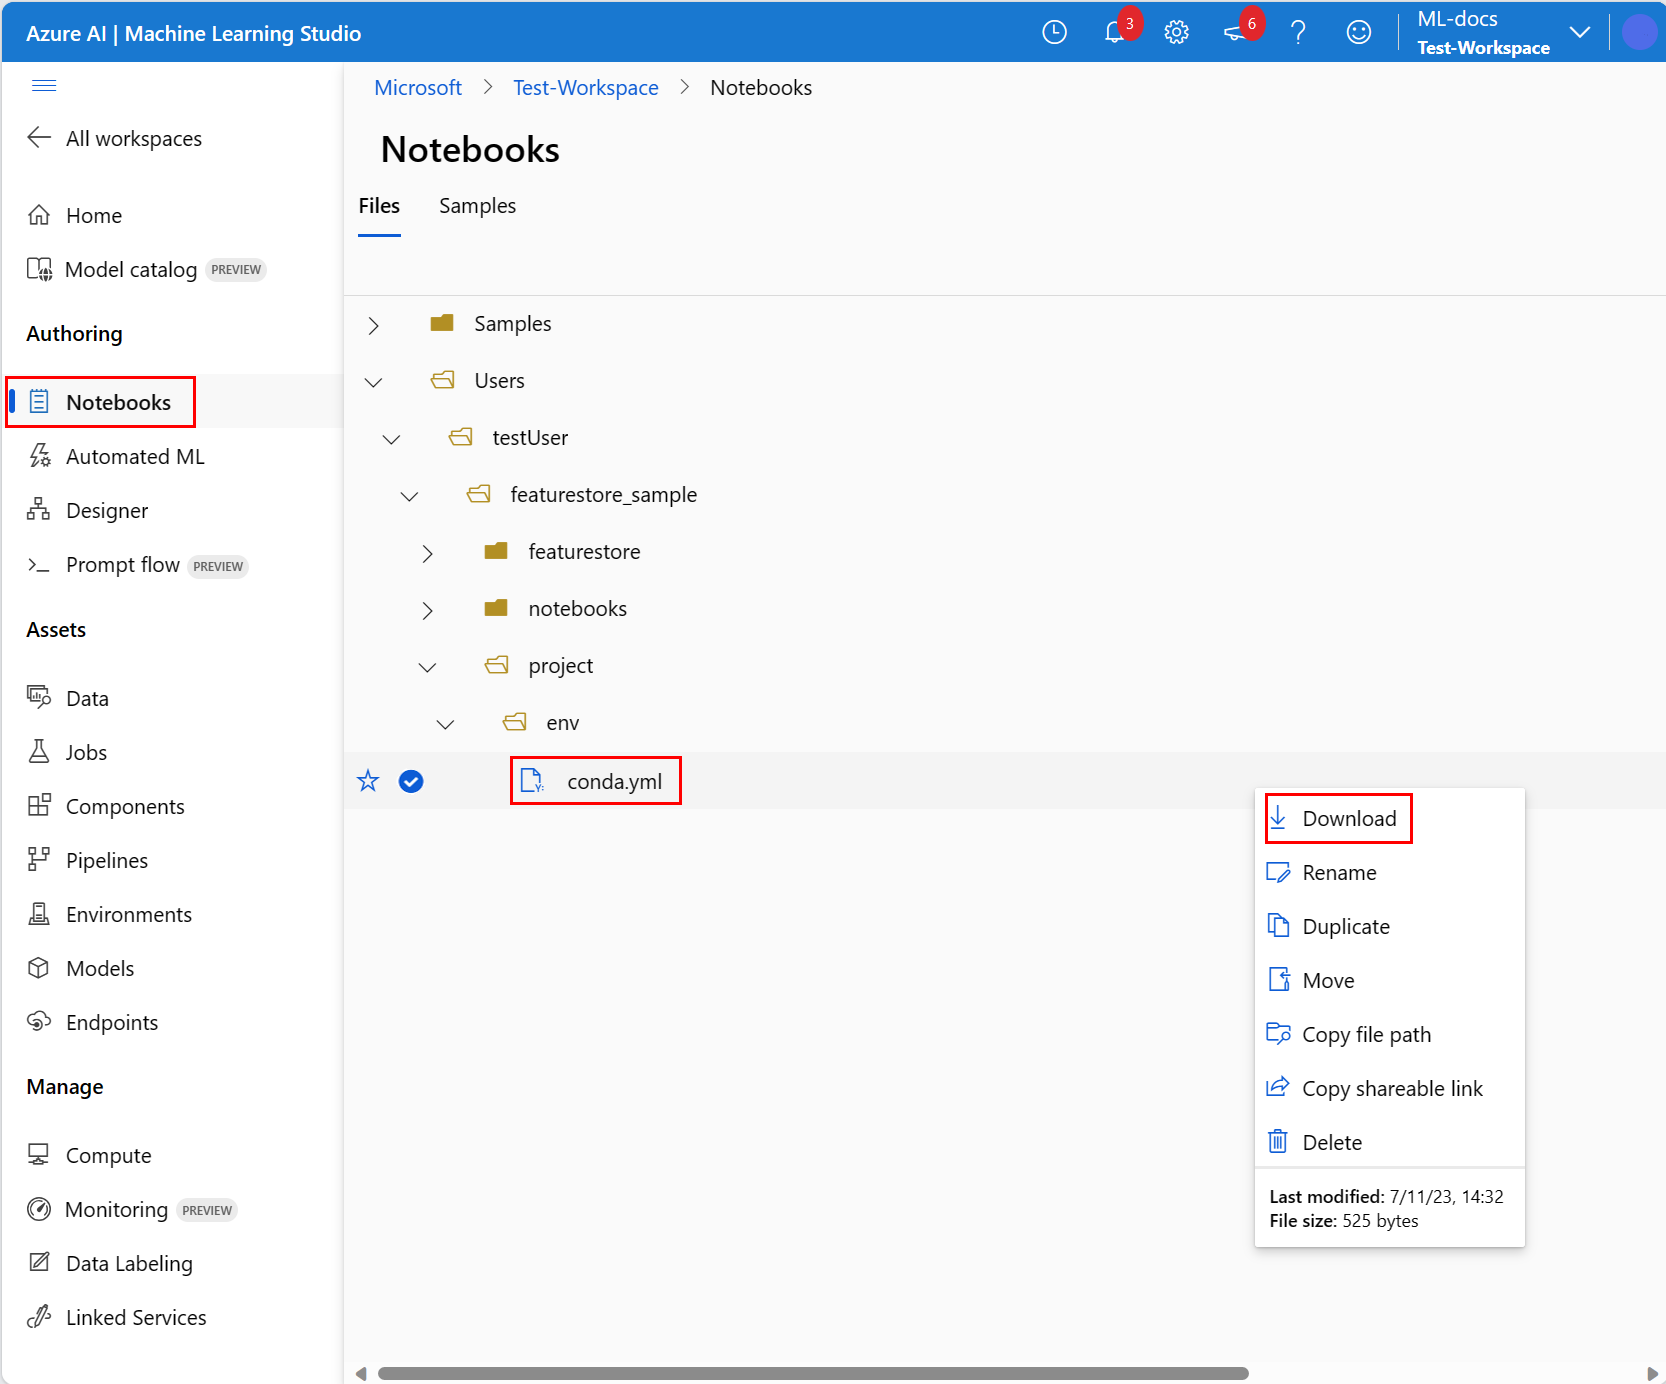 Azure AI | Machine Learning Studio
3
6
ML-docs
Test-Workspace
Microsoft > Test-Workspace > Notebooks
All workspaces
Home
Model catalog PREVIEW
Authoring
Notebooks
Automated ML
Designer
Prompt flow PREVIEW
Assets
Data
Jobs
Components
Pipelines
Environments
Models
Endpoints
Manage
Compute
Monitoring PREVIEW
Data Labeling
Linked Services
Notebooks
Files Samples
Samples
Users
testUser
featurestore_sample
featurestore
notebooks
project
env
conda.yml
Download
Rename
Duplicate
Move
Copy file path
Copy shareable link
Delete
Last modified: 7/11/23, 14:32
File size: 525 bytes